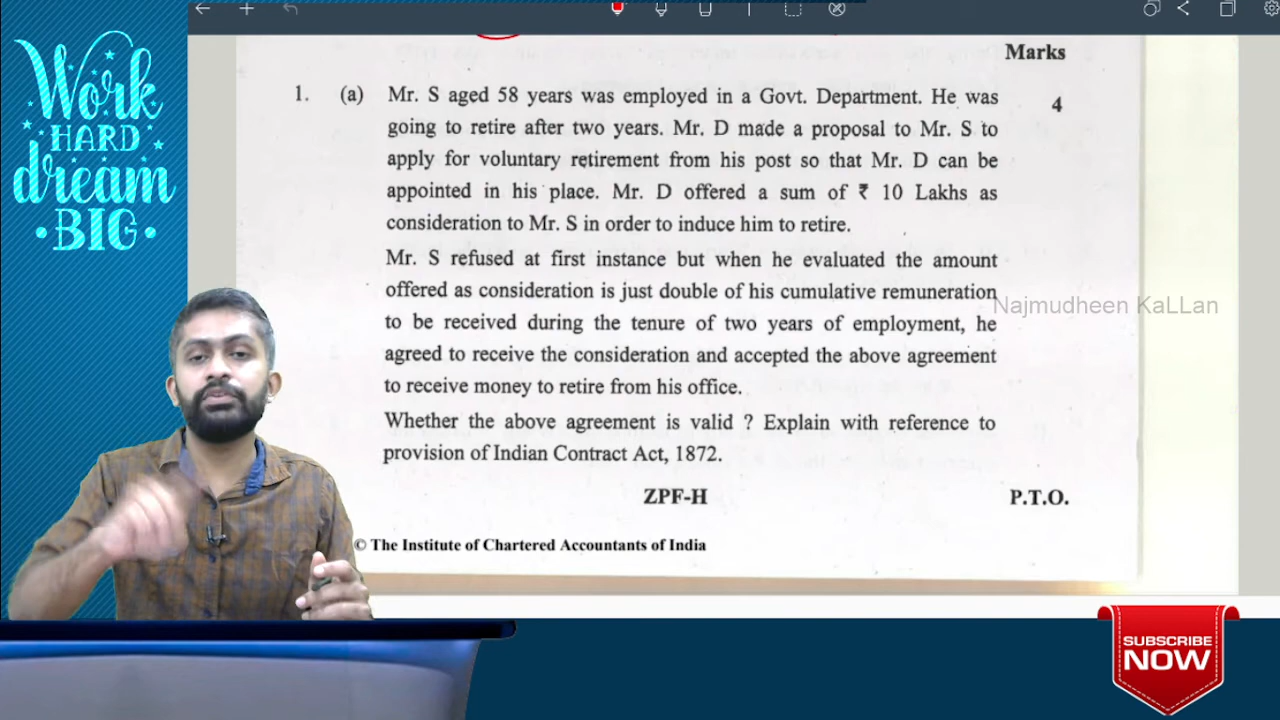 Work
HARD
dream
•BIG•
Marks
1. (a) Mr. S aged 58 years was employed in a Govt. Department. He was 4
going to retire after two years. Mr. D made a proposal to Mr. S to
apply for voluntary retirement from his post so that Mr. D can be
appointed in his place. Mr. D offered a sum of ₹ 10 Lakhs as
consideration to Mr. S in order to induce him to retire.
Mr. S refused at first instance but when he evaluated the amount
offered as consideration is just double of his cumulative remuneration
to be received during the tenure of two years of employment, he
agreed to receive the consideration and accepted the above agreement
to receive money to retire from his office.
Whether the above agreement is valid ? Explain with reference to
provision of Indian Contract Act, 1872.
ZPF-H
P.T.O.
© The Institute of Chartered Accountants of India
Najmudheen KaLLan
SUBSCRIBE
NOW